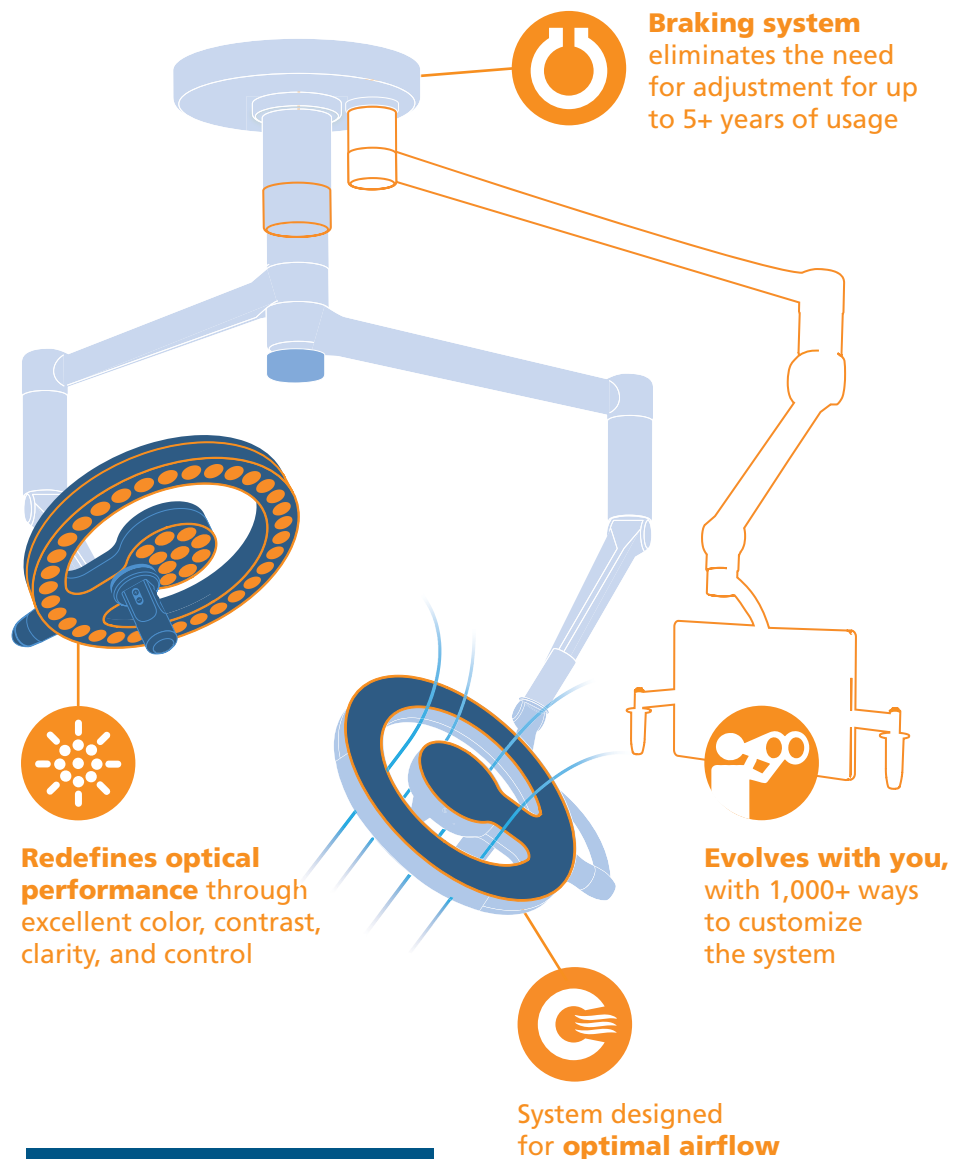 Braking system
eliminates the need
for adjustment for up
to 5+ years of usage
Redefines optical
performance through
excellent color, contrast,
clarity, and control
Evolves with you,
with 1,000+ ways
to customize
the system
System designed
for optimal airflow